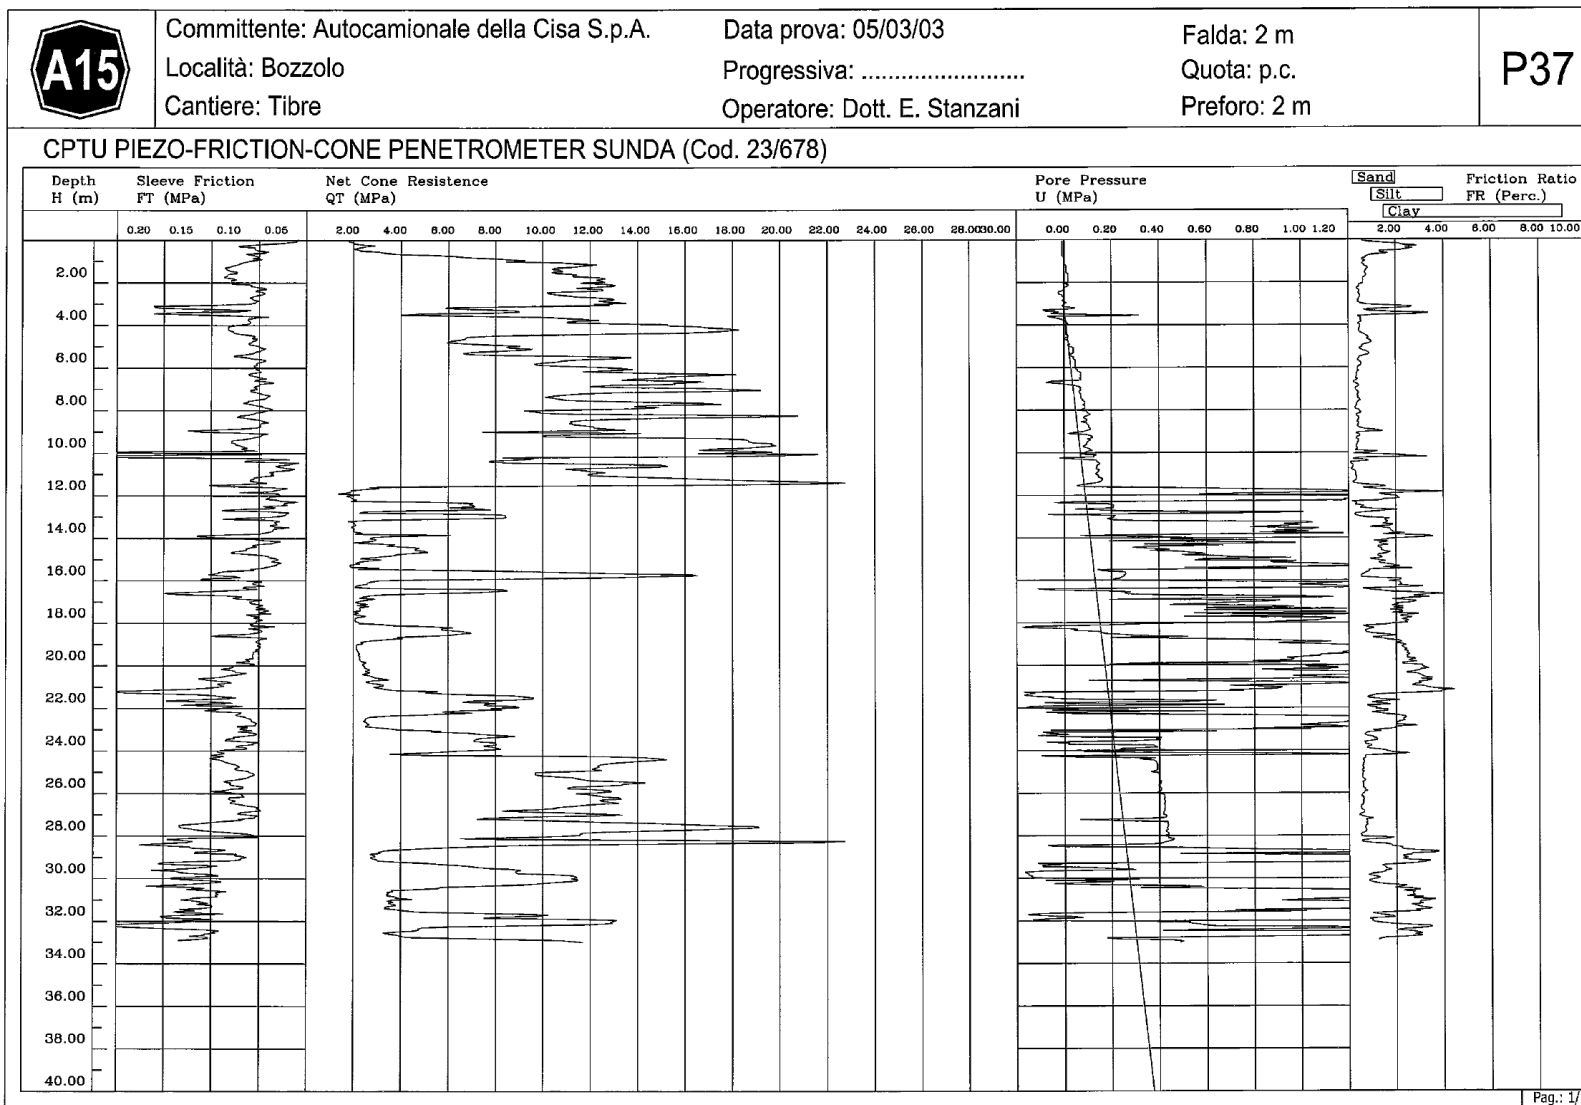 A15
Committente: Autocamionale della Cisa S.p.A.
Località: Bozzolo
Cantiere: Tibre
Data prova: 05/03/03
Progressiva: .........................
Operatore: Dott. E. Stanzani
Falda: 2 m
Quota: p.c.
Preforo: 2 m
P37
CPTU PIEZO-FRICTION-CONE PENETROMETER SUNDA (Cod. 23/678)
Depth
H (m)
Sleeve Friction
FT (MPa)
Net Cone Resistence
QT (MPa)
Pore Pressure
U (MPa)
Sand
Silt
Clay
Friction Ratio
FR (Perc.)
0.20 0.15 0.10 0.05
2.00 4.00 6.00 8.00 10.00 12.00 14.00 16.00 18.00 20.00 22.00 24.00 26.00 28.00 30.00
0.00 0.20 0.40 0.60 0.80 1.00 1.20
2.00 4.00 6.00 8.00 10.00
2.00
4.00
6.00
8.00
10.00
12.00
14.00
16.00
18.00
20.00
22.00
24.00
26.00
28.00
30.00
32.00
34.00
36.00
38.00
40.00
Pag.: 1/